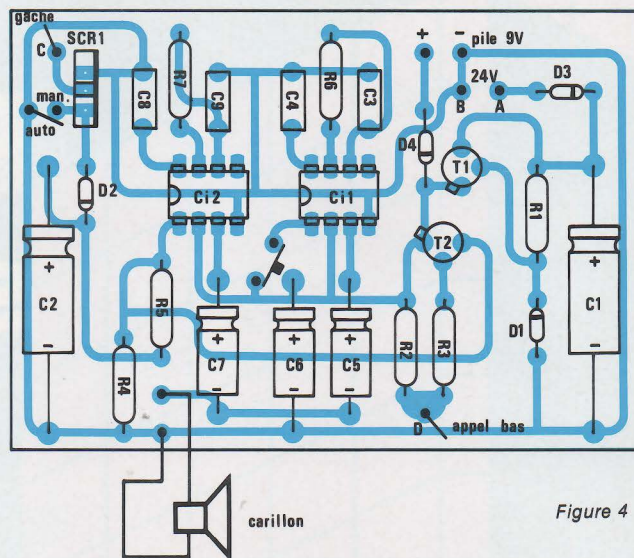 gâche
SCR1
C
+
-
pile 9V
24V
B
A
D3
man.
auto
C8
R7
C9
C4
R6
C3
D4
T1
D2
Ci2
Ci1
R1
T2
+
C2
-
R5
R4
+
C7
-
+
C6
-
+
C5
-
R2
R3
D1
+
C1
-
D
appel bas
carillon
Figure 4